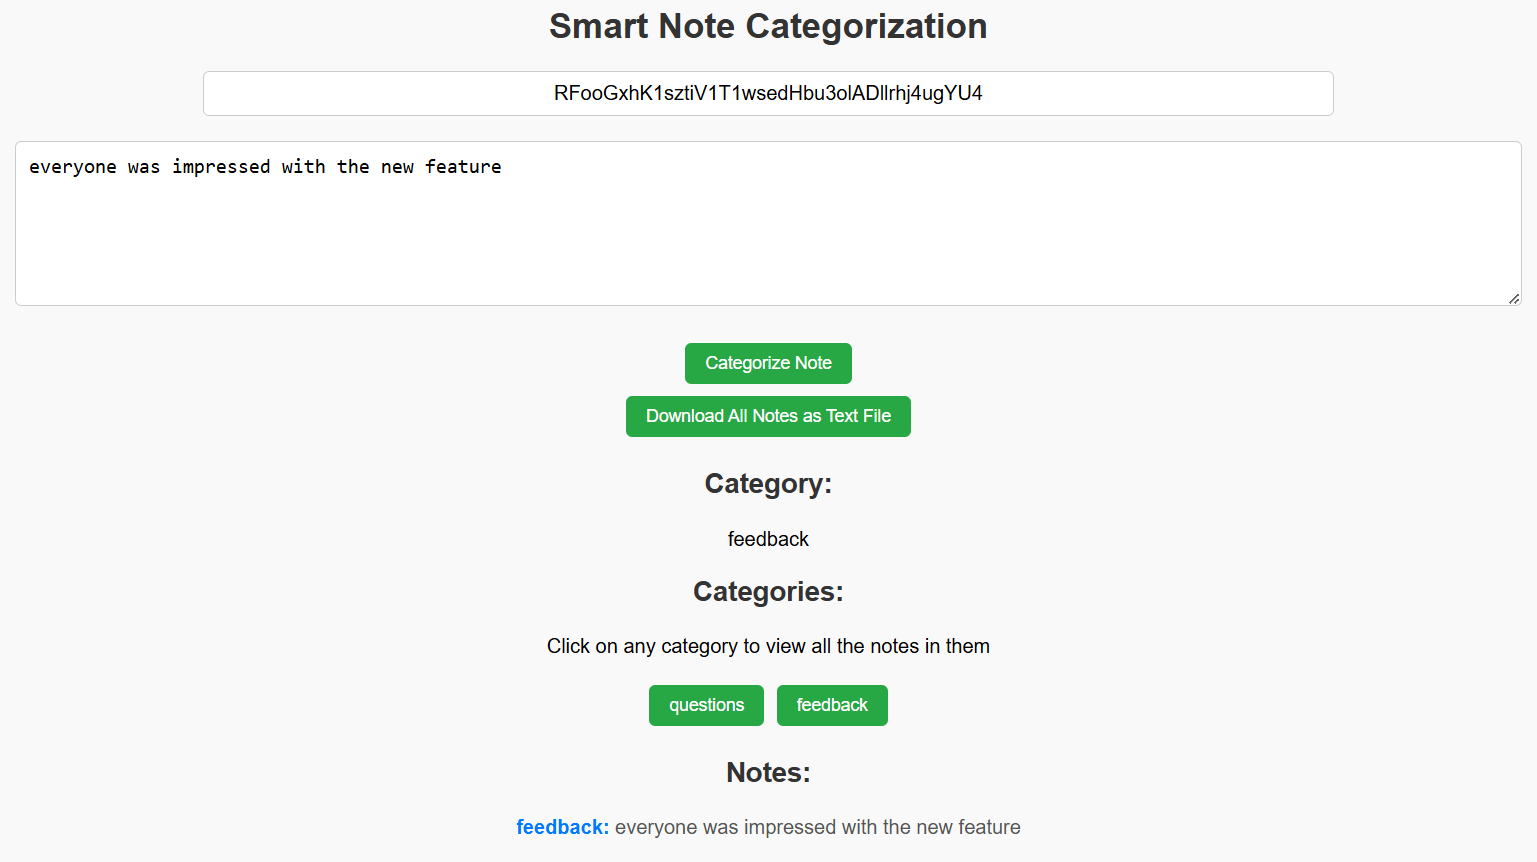 Smart Note Categorization
RFooGxhK1sztiV1T1wsedHbu3olADllrhj4ugYU4
everyone was impressed with the new feature
Categorize Note
Download All Notes as Text File
Category:
feedback
Categories:
Click on any category to view all the notes in them
questions feedback
Notes:
feedback: everyone was impressed with the new feature